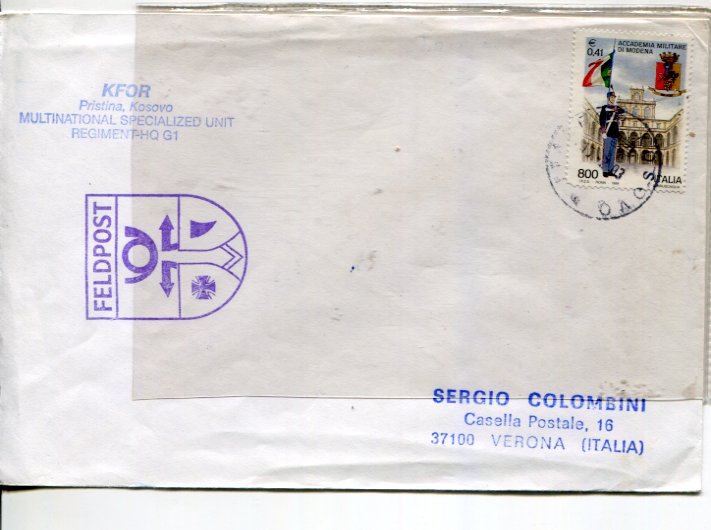 KFOR
Pristina, Kosovo
MULTINATIONAL SPECIALIZED UNIT
REGIMENT-HQ G1
€ 0,41
ACCADEMIA MILITARE
DI MODENA
800
ITALIA
FELDPOST
SERGIO COLOMBINI
Casella Postale, 16
37100 VERONA (ITALIA)